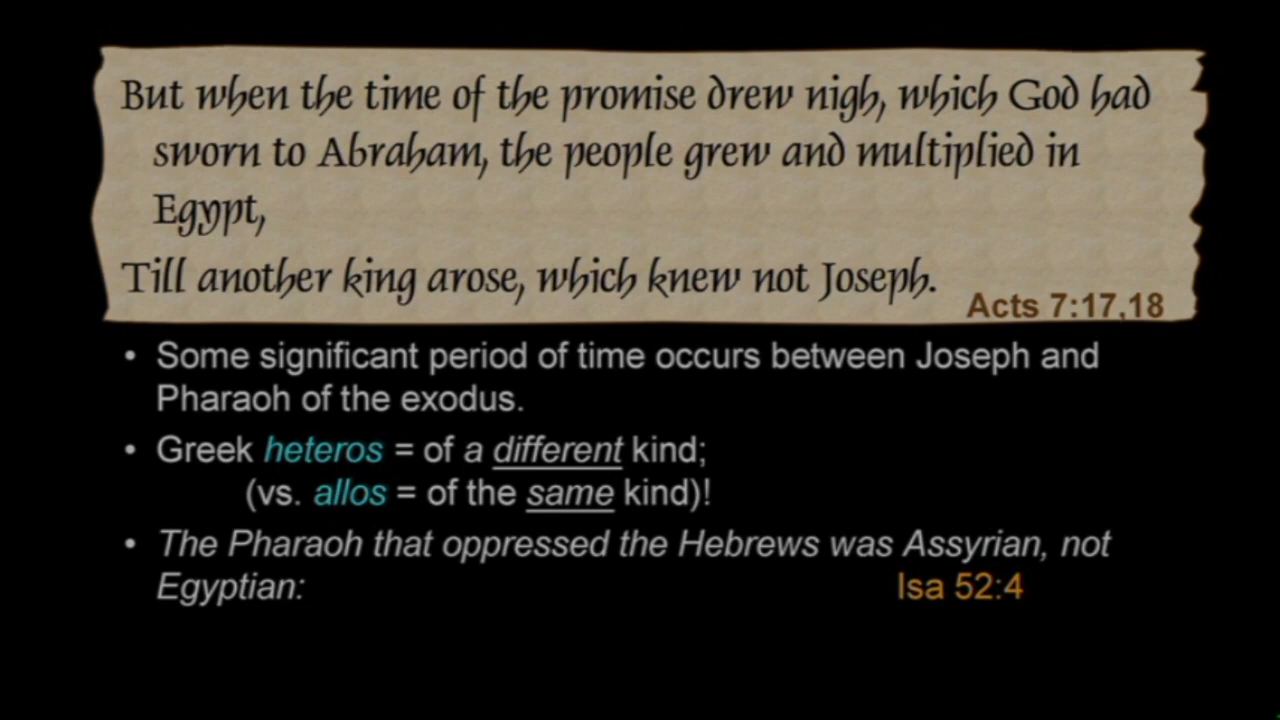 But when the time of the promise drew nigh, which God had
sworn to Abraham, the people grew and multiplied in
Egypt,
Till another king arose, which knew not Joseph.
Acts 7:17,18
• Some significant period of time occurs between Joseph and
Pharaoh of the exodus.
• Greek heteros = of a different kind;
(vs. allos = of the same kind)!
• The Pharaoh that oppressed the Hebrews was Assyrian, not
Egyptian: Isa 52:4